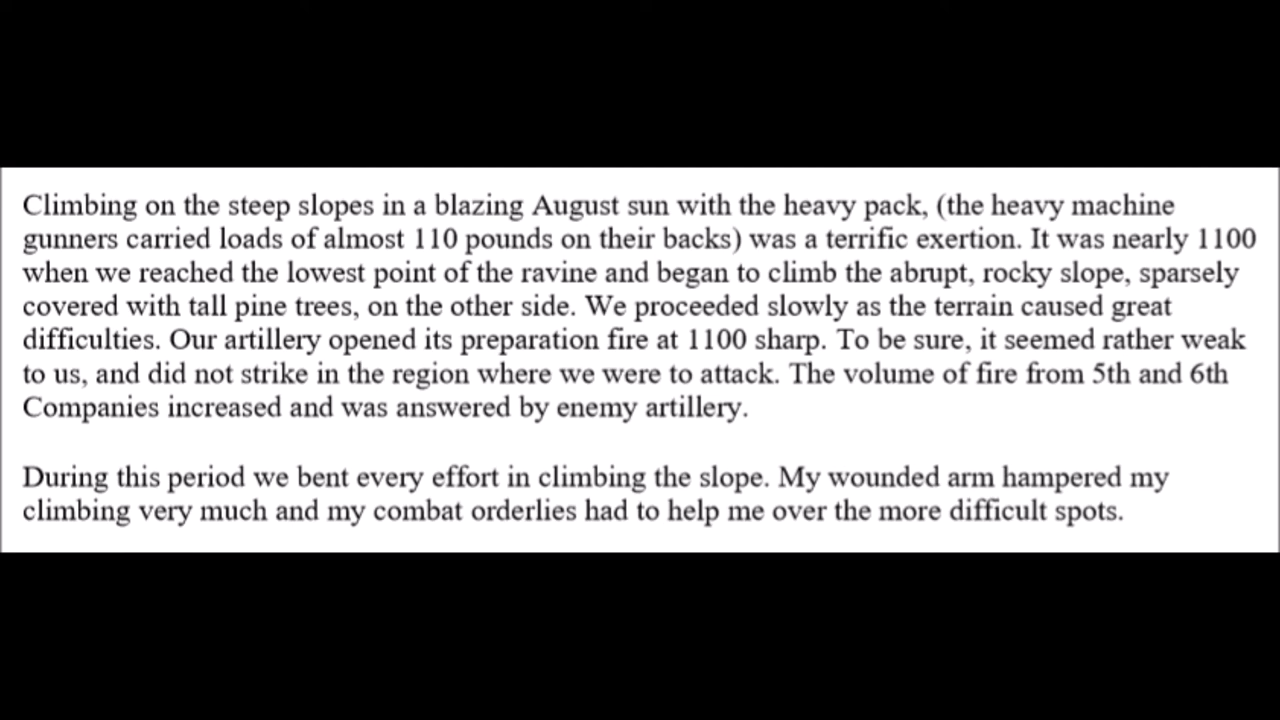 Climbing on the steep slopes in a blazing August sun with the heavy pack, (the heavy machine
gunners carried loads of almost 110 pounds on their backs) was a terrific exertion. It was nearly 1100
when we reached the lowest point of the ravine and began to climb the abrupt, rocky slope, sparsely
covered with tall pine trees, on the other side. We proceeded slowly as the terrain caused great
difficulties. Our artillery opened its preparation fire at 1100 sharp. To be sure, it seemed rather weak
to us, and did not strike in the region where we were to attack. The volume of fire from 5th and 6th
Companies increased and was answered by enemy artillery.
During this period we bent every effort in climbing the slope. My wounded arm hampered my
climbing very much and my combat orderlies had to help me over the more difficult spots.